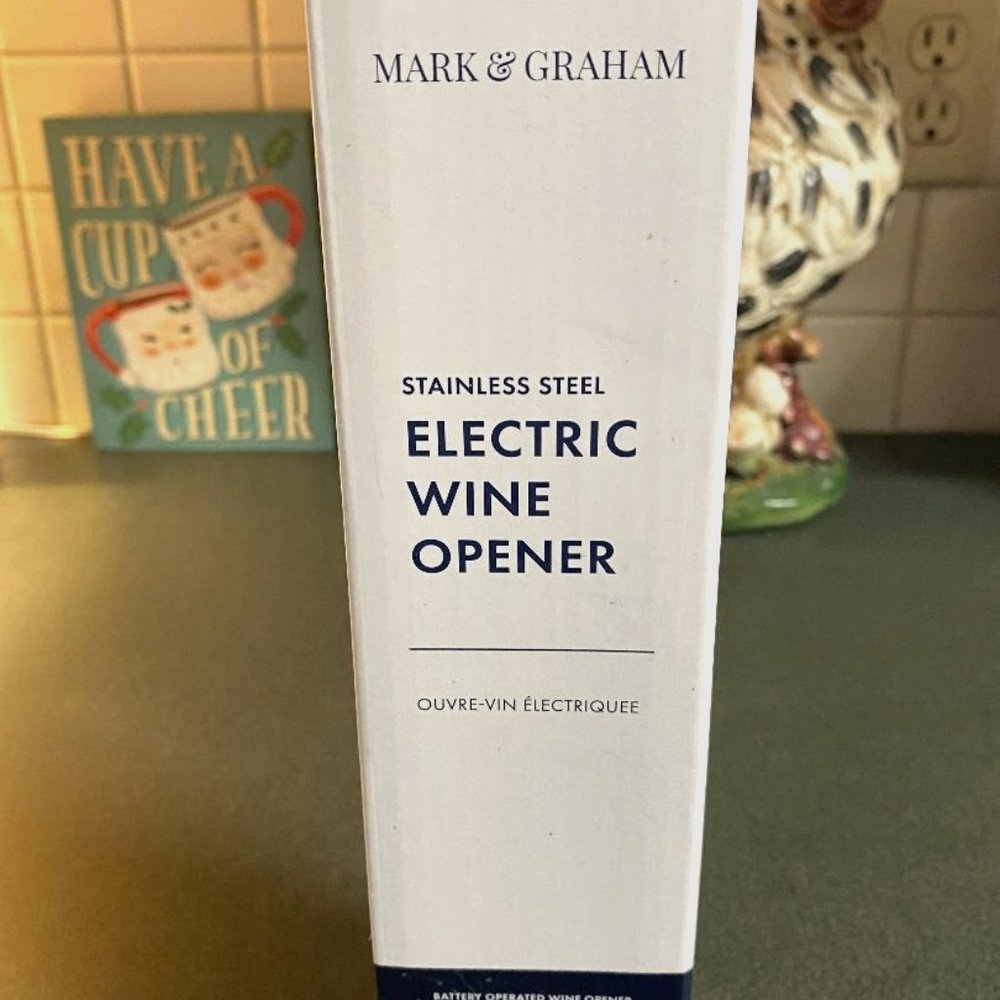 MARK & GRAHAM
STAINLESS STEEL
ELECTRIC
WINE
OPENER
OUVRE-VIN ÉLECTRIQUEE
BATTERY OPERATED WINE OPENER
HAVE A
CUP
OF
CHEER